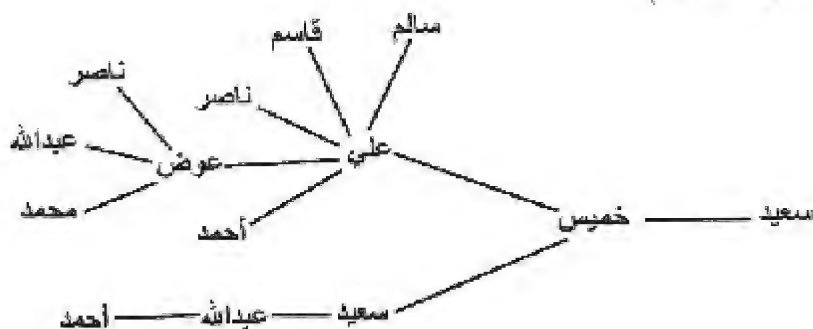 سالم
قاسم
ناصر
ناصر
عبدالله
علي
عوض
محمد
أحمد
خميس
سعيد
سعيد
عبدالله
أحمد